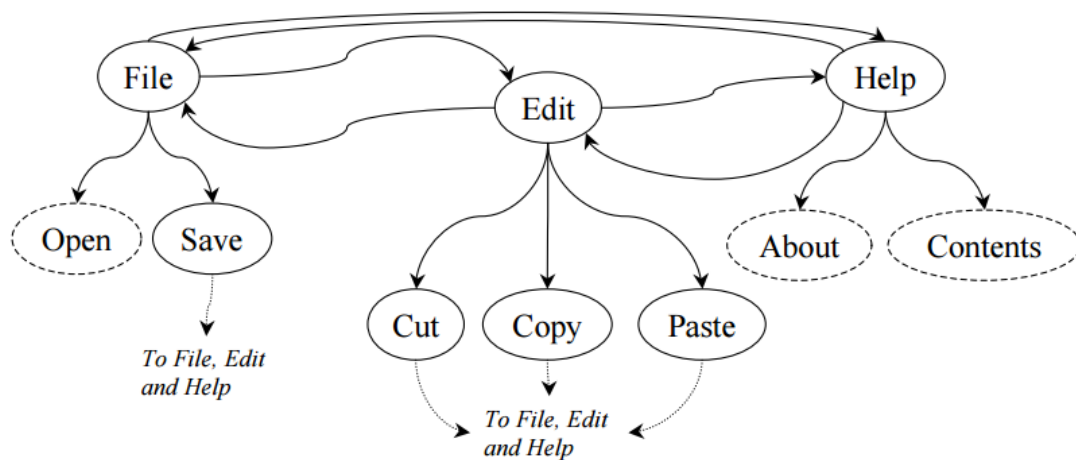 File
Help
Edit
Open
Save
About
Contents
Cut
Copy
Paste
To File, Edit
and Help
To File, Edit
and Help